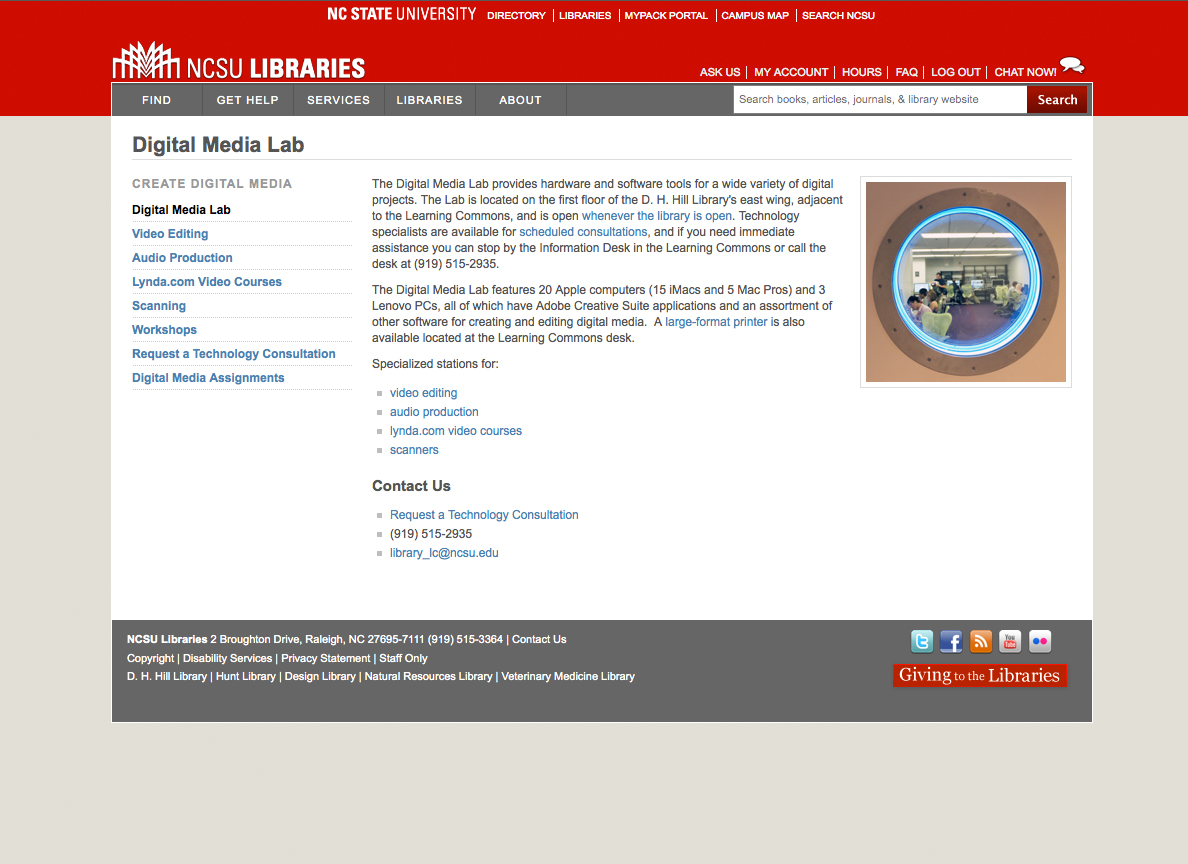 NC STATE UNIVERSITY DIRECTORY | LIBRARIES | MYPACK PORTAL | CAMPUS MAP | SEARCH NCSU
NCSU LIBRARIES
ASK US | MY ACCOUNT | HOURS | FAQ | LOG OUT | CHAT NOW!
FIND GET HELP SERVICES LIBRARIES ABOUT
Search books, articles, journals, & library website Search
Digital Media Lab
CREATE DIGITAL MEDIA
Digital Media Lab
Video Editing
Audio Production
Lynda.com Video Courses
Scanning
Workshops
Request a Technology Consultation
Digital Media Assignments
The Digital Media Lab provides hardware and software tools for a wide variety of digital
projects. The Lab is located on the first floor of the D. H. Hill Library's east wing, adjacent
to the Learning Commons, and is open whenever the library is open. Technology
specialists are available for scheduled consultations, and if you need immediate
assistance you can stop by the Information Desk in the Learning Commons or call the
desk at (919) 515-2935.
The Digital Media Lab features 20 Apple computers (15 iMacs and 5 Mac Pros) and 3
Lenovo PCs, all of which have Adobe Creative Suite applications and an assortment of
other software for creating and editing digital media.  A large-format printer is also
available located at the Learning Commons desk.
Specialized stations for:
video editing
audio production
lynda.com video courses
scanners
Contact Us
Request a Technology Consultation
(919) 515-2935
library_lc@ncsu.edu
NCSU Libraries 2 Broughton Drive, Raleigh, NC 27695-7111 (919) 515-3364 | Contact Us
Copyright | Disability Services | Privacy Statement | Staff Only
D. H. Hill Library | Hunt Library | Design Library | Natural Resources Library | Veterinary Medicine Library
You Tube
Giving to the Libraries